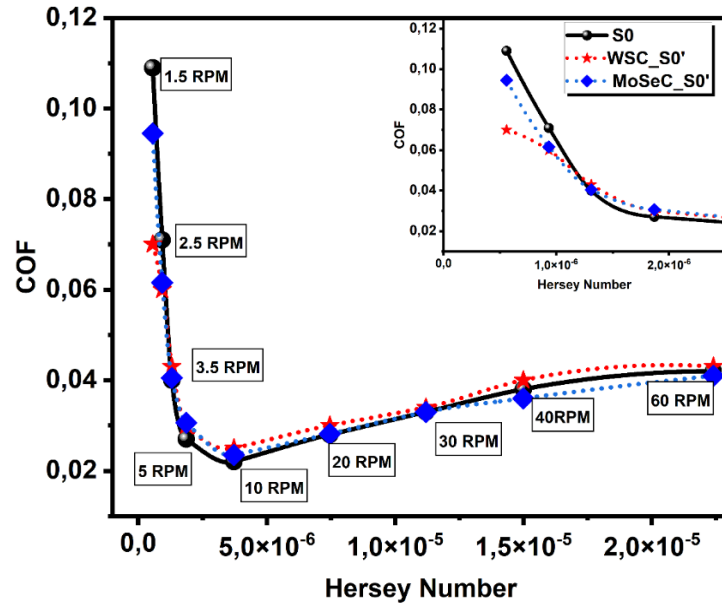 0,12
0,10
0,08
0,06
0,04
0,02
COF
0,0
5,0×10⁻⁶
1,0×10⁻⁵
1,5×10⁻⁵
2,0×10⁻⁵
Hersey Number
1.5 RPM
2.5 RPM
3.5 RPM
5 RPM
10 RPM
20 RPM
30 RPM
40RPM
60 RPM
0,12
0,10
0,08
0,06
0,04
0,02
COF
0,0
1,0×10⁻⁶
2,0×10⁻⁶
Hersey Number
S0
WSC_S0'
MoSeC_S0'